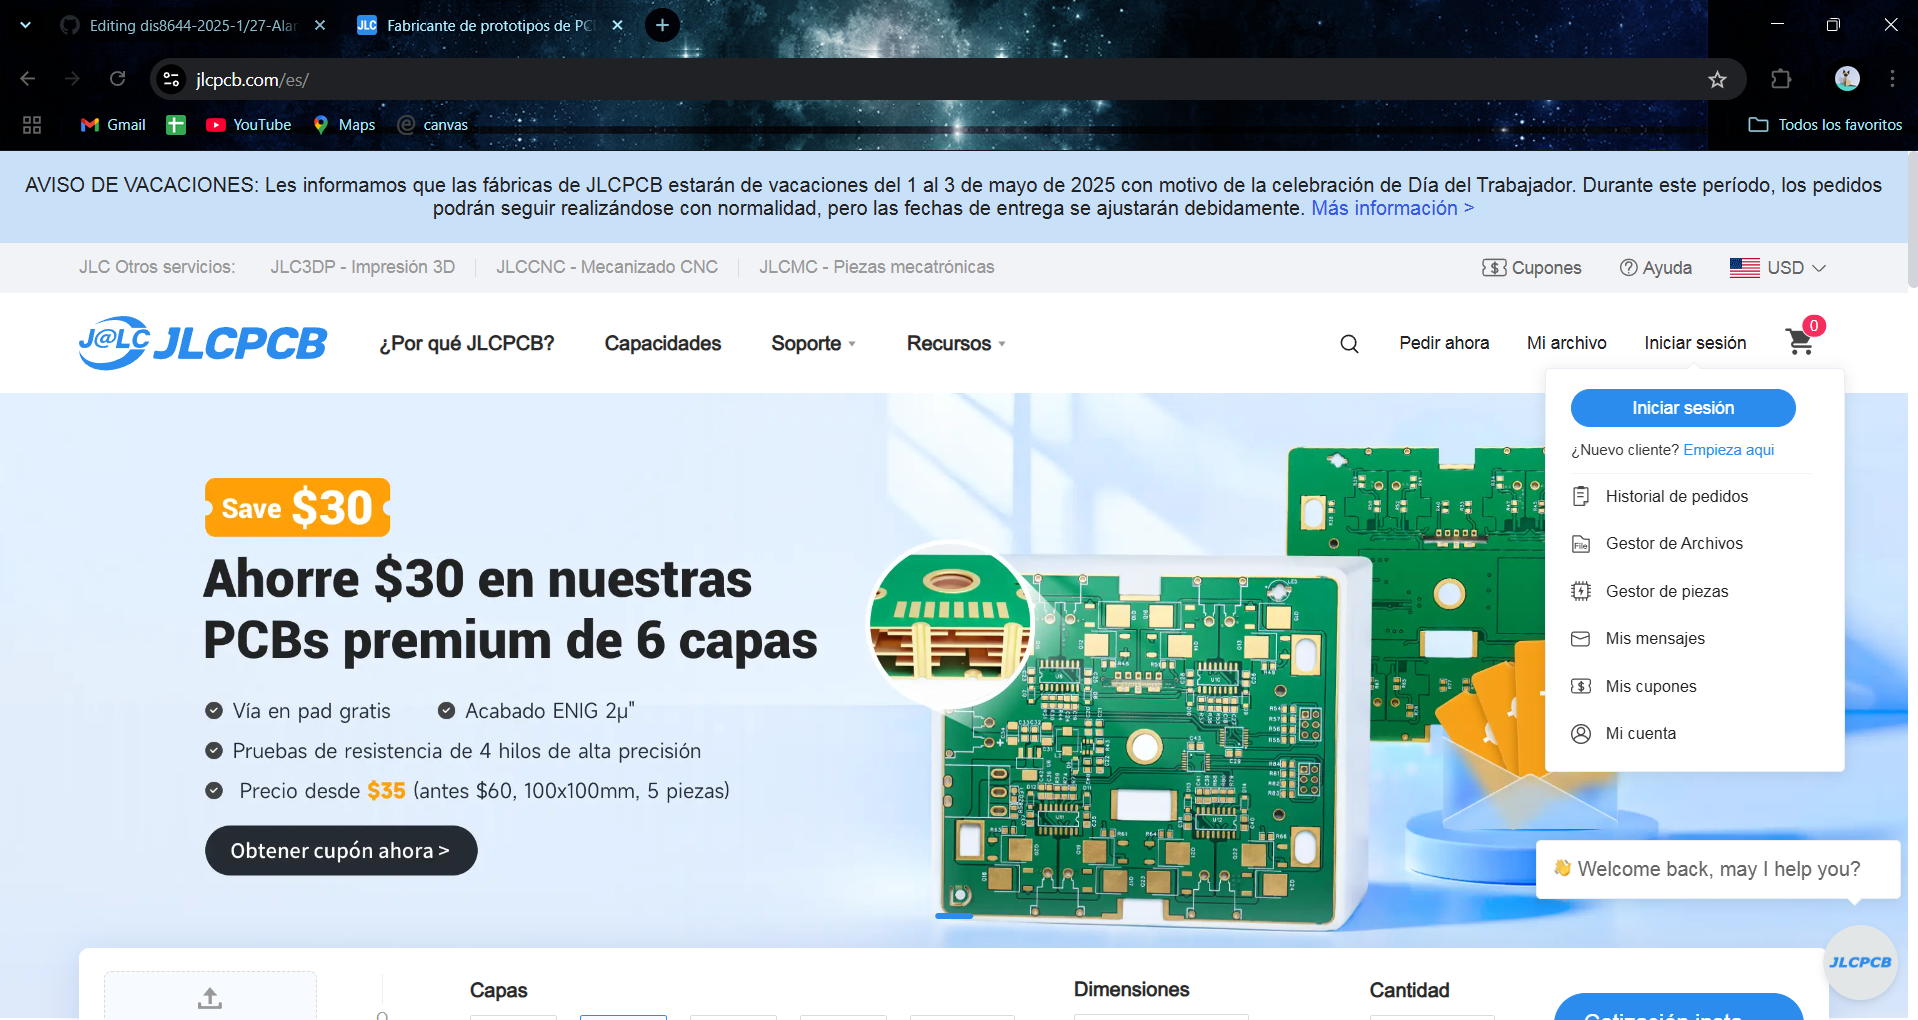 Editing dis8644-2025-1/27-Alan
Fabricante de prototipos de PC
jlcpcb.com/es/
Gmail
YouTube
Maps
canvas
Todos los favoritos
AVISO DE VACACIONES: Les informamos que las fábricas de JLCPCB estarán de vacaciones del 1 al 3 de mayo de 2025 con motivo de la celebración de Día del Trabajador. Durante este período, los pedidos
podrán seguir realizándose con normalidad, pero las fechas de entrega se ajustarán debidamente. Más información >
JLC Otros servicios: JLC3DP - Impresión 3D JLCCNC - Mecanizado CNC JLCMC - Piezas mecatrónicas
Cupones
Ayuda
USD
J@LC JLCPCB
¿Por qué JLCPCB?
Capacidades
Soporte
Recursos
Pedir ahora
Mi archivo
Iniciar sesión
0
Iniciar sesión
¿Nuevo cliente? Empieza aqui
Historial de pedidos
Gestor de Archivos
Gestor de piezas
Mis mensajes
Mis cupones
Mi cuenta
Save $30
Ahorre $30 en nuestras
PCBs premium de 6 capas
Vía en pad gratis
Acabado ENIG 2µ"
Pruebas de resistencia de 4 hilos de alta precisión
Precio desde $35 (antes $60, 100x100mm, 5 piezas)
Obtener cupón ahora >
👋 Welcome back, may I help you?
JLCPCB
Capas
Dimensiones
Cantidad